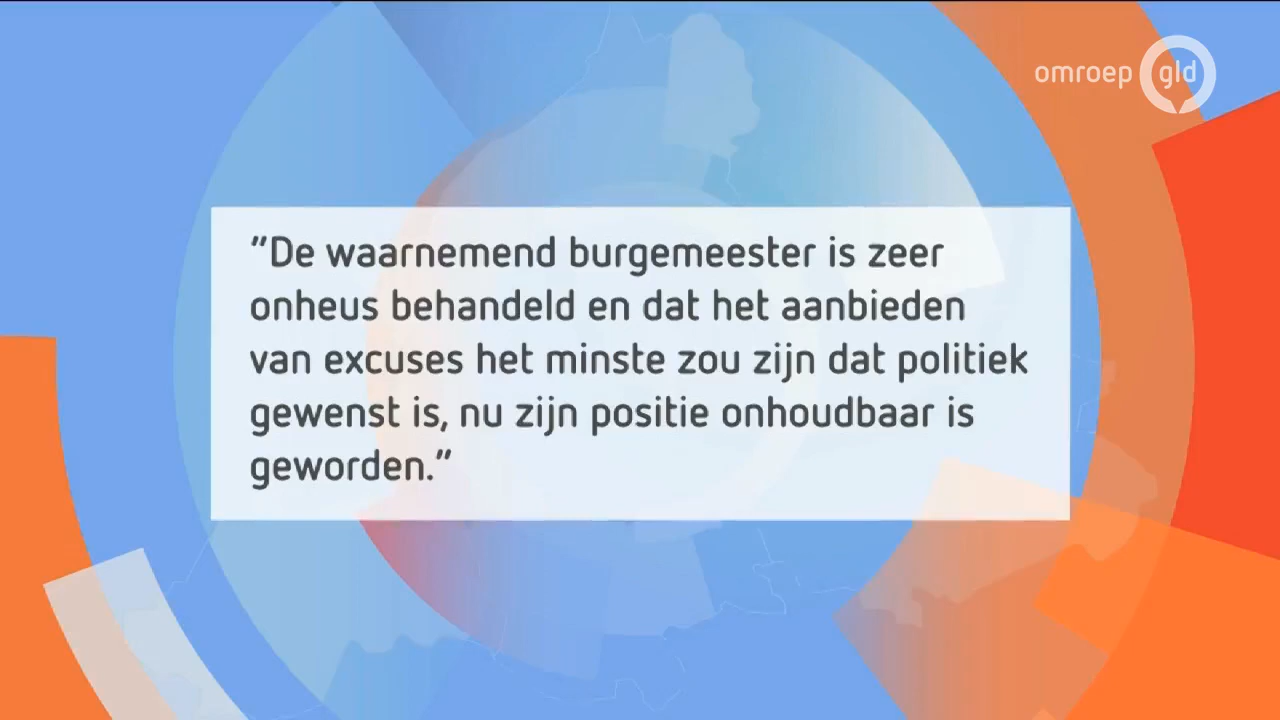 omroep gld
"De waarnemend burgemeester is zeer
onheus behandeld en dat het aanbieden
van excuses het minste zou zijn dat politiek
gewenst is, nu zijn positie onhoudbaar is
geworden."